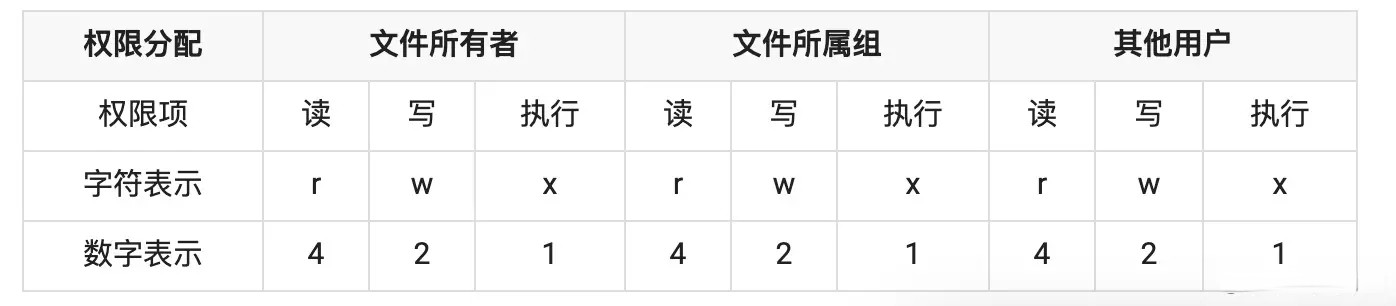 权限分配 文件所有者 文件所属组 其他用户
权限项 读 写 执行 读 写 执行 读 写 执行
字符表示 r w x r w x r w x
数字表示 4 2 1 4 2 1 4 2 1